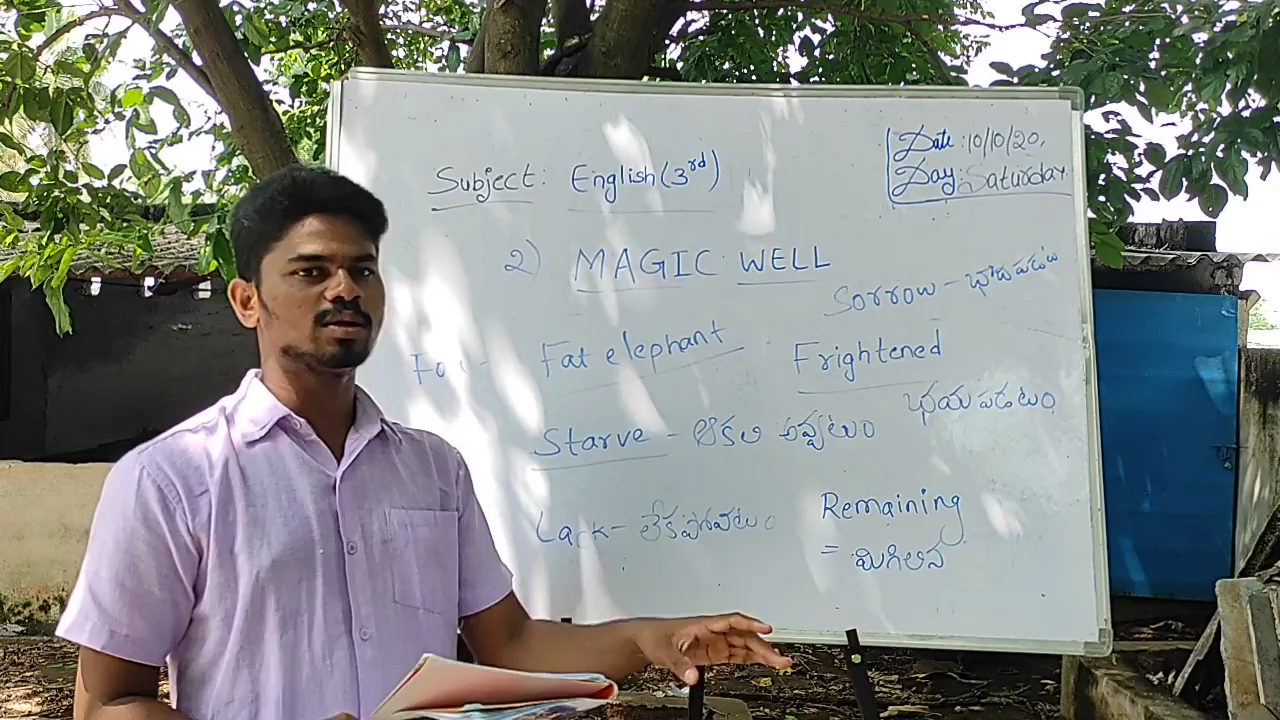 Date: 10/10/20.
Day: Saturday
Subject: English (3rd)
2) MAGIC WELL
Sorrow -
Fat elephant
Frightened
భయపడటం
Starve - ఆకలి అవ్వటం
Lack - లేకపోవటం
Remaining
= మిగిలిన